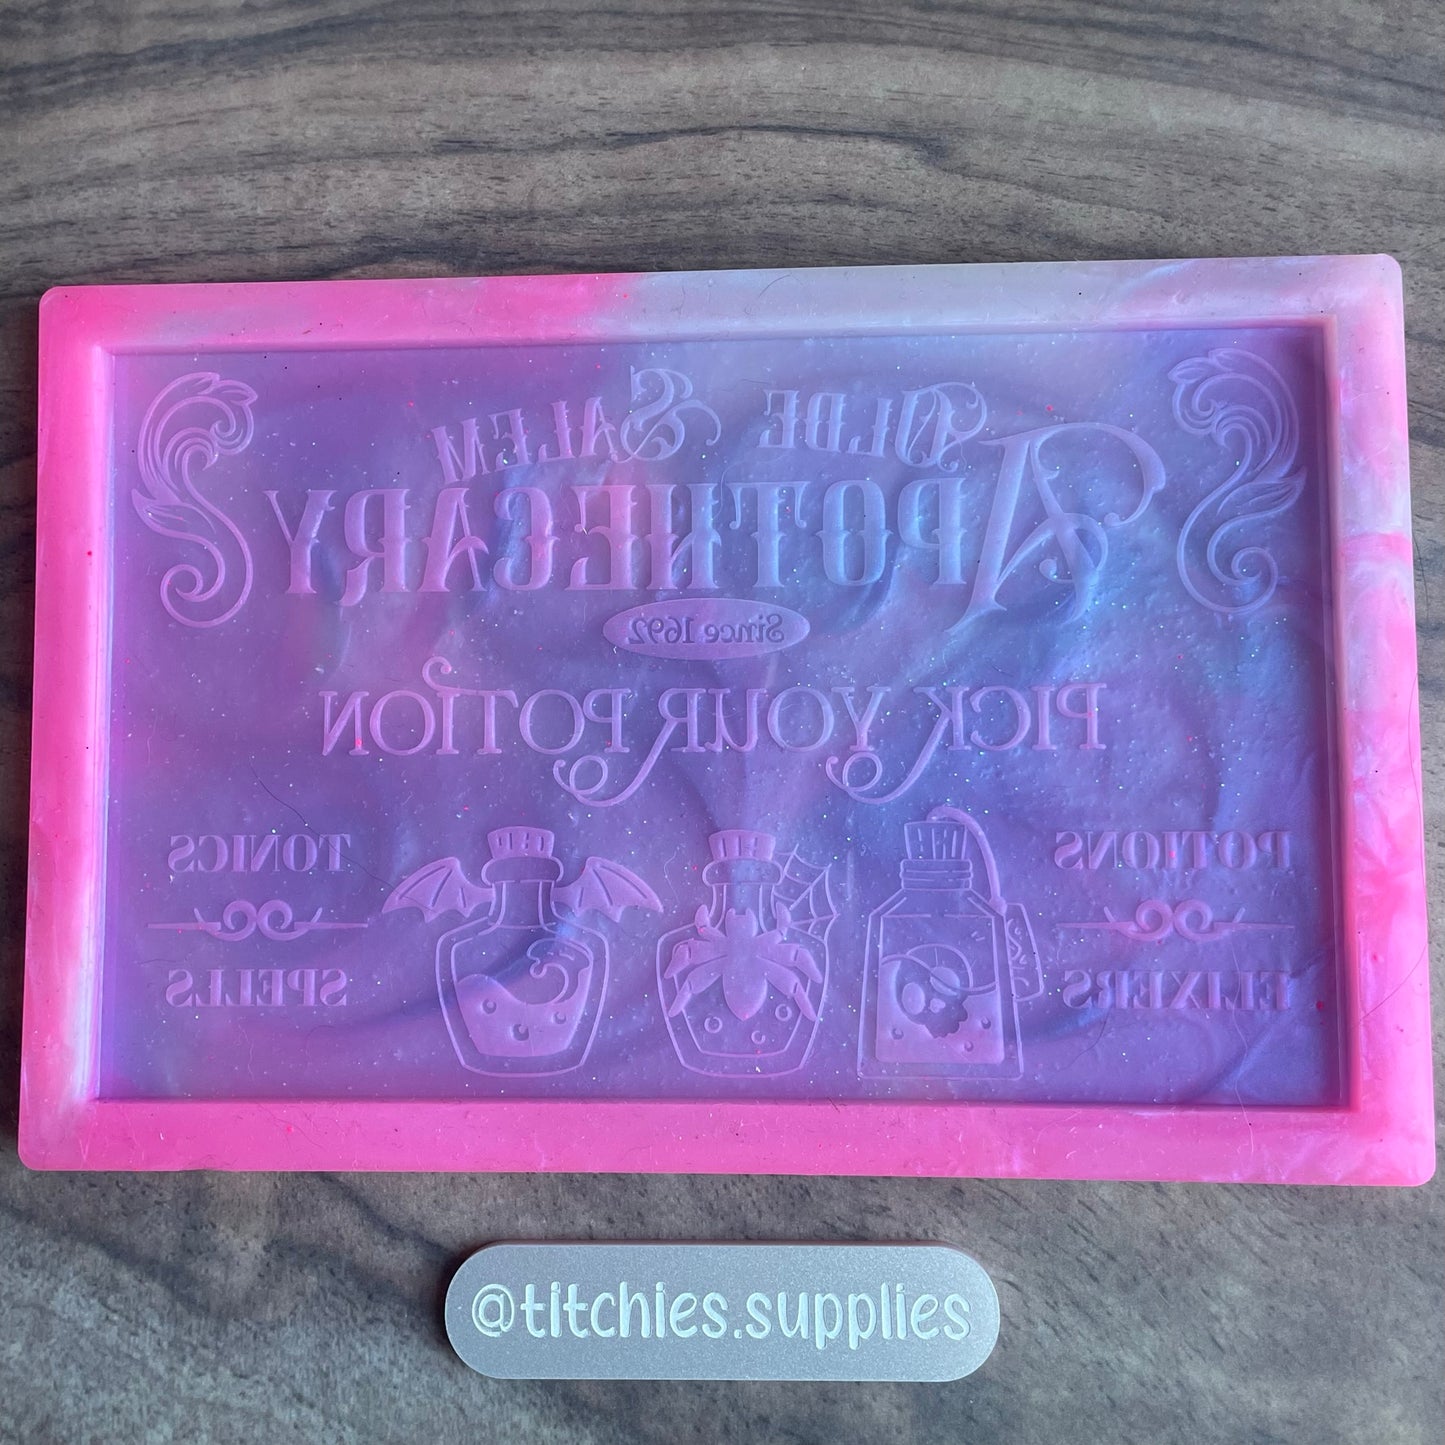 OLDE SALEM
APOTHECARY
Since 1692
PICK YOUR POTION
POTIONS
ELIXERS
TONICS
SPELLS
@titchies.supplies